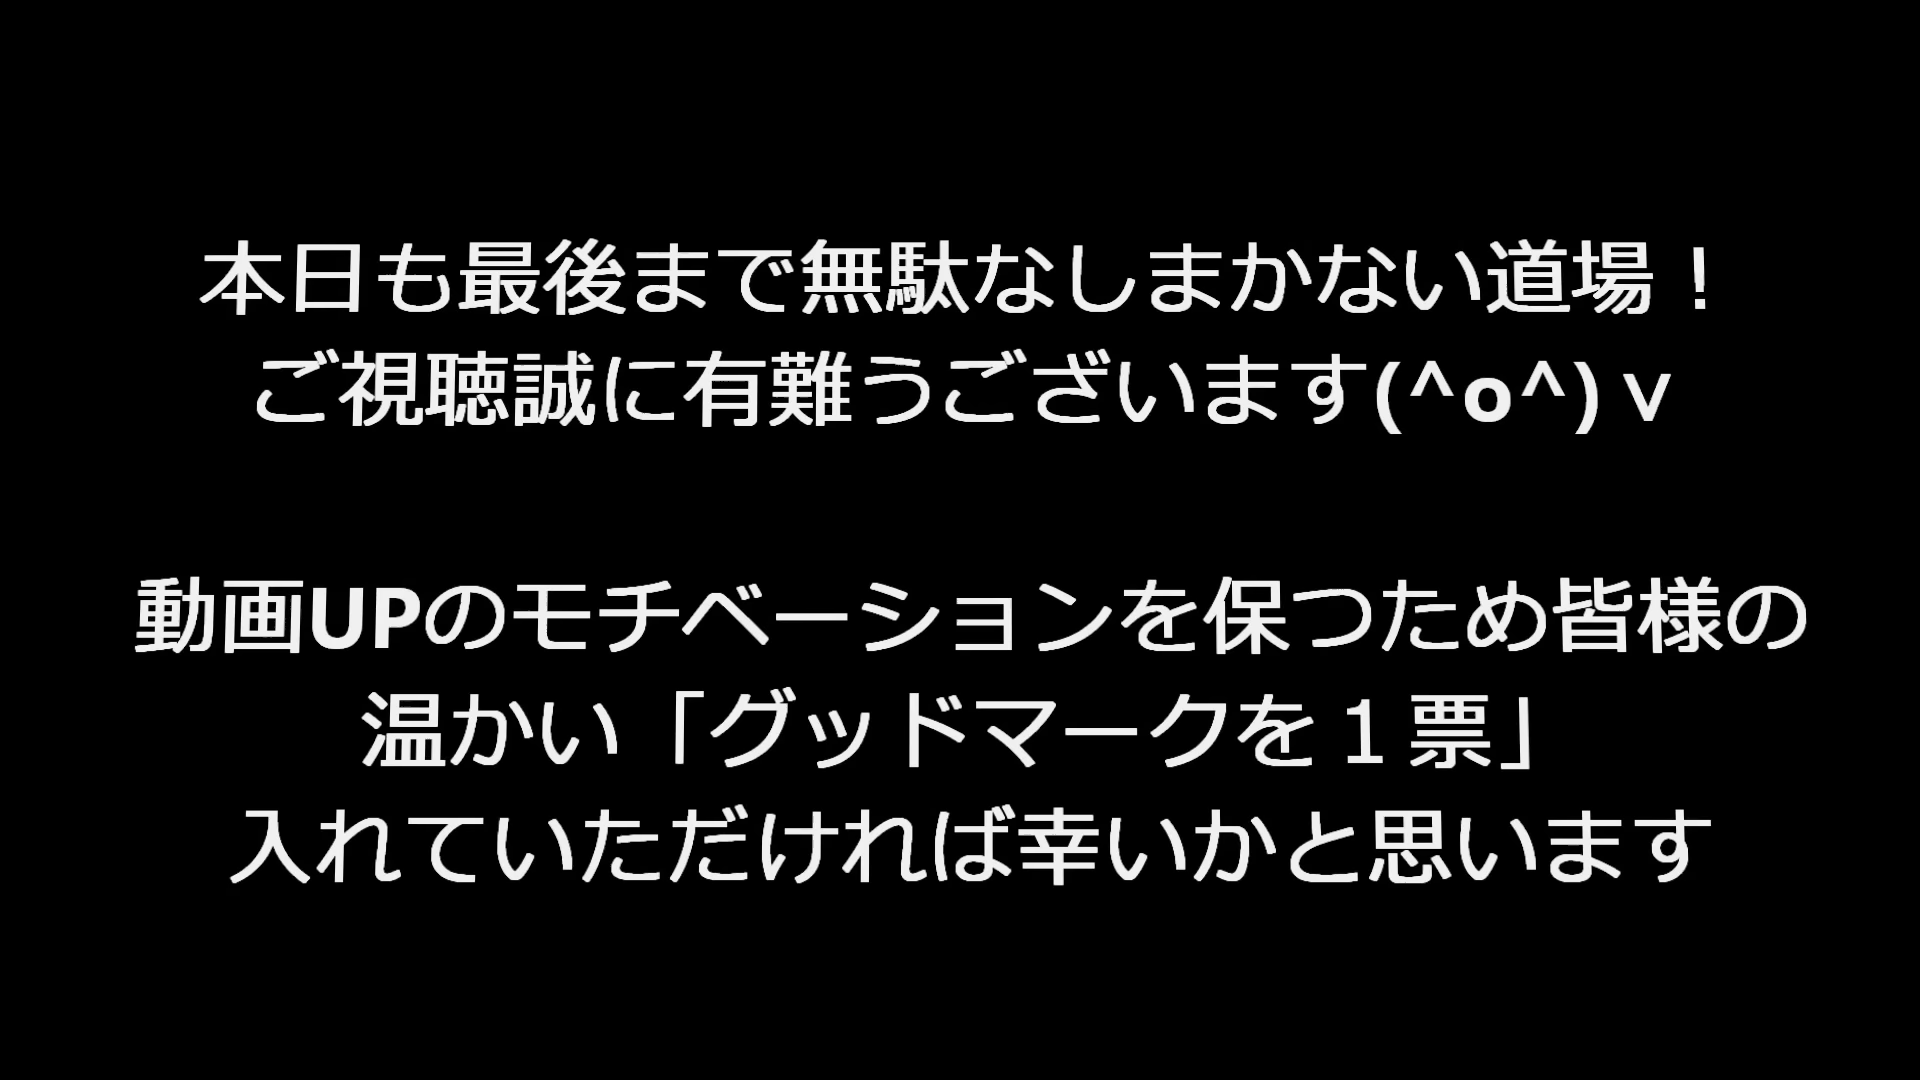 本日も最後まで無駄なしまかない道場！
ご視聴誠に有難うございます(^o^)ｖ
動画UPのモチベーションを保つため皆様の
温かい「グッドマークを１票」
入れていただければ幸いかと思います